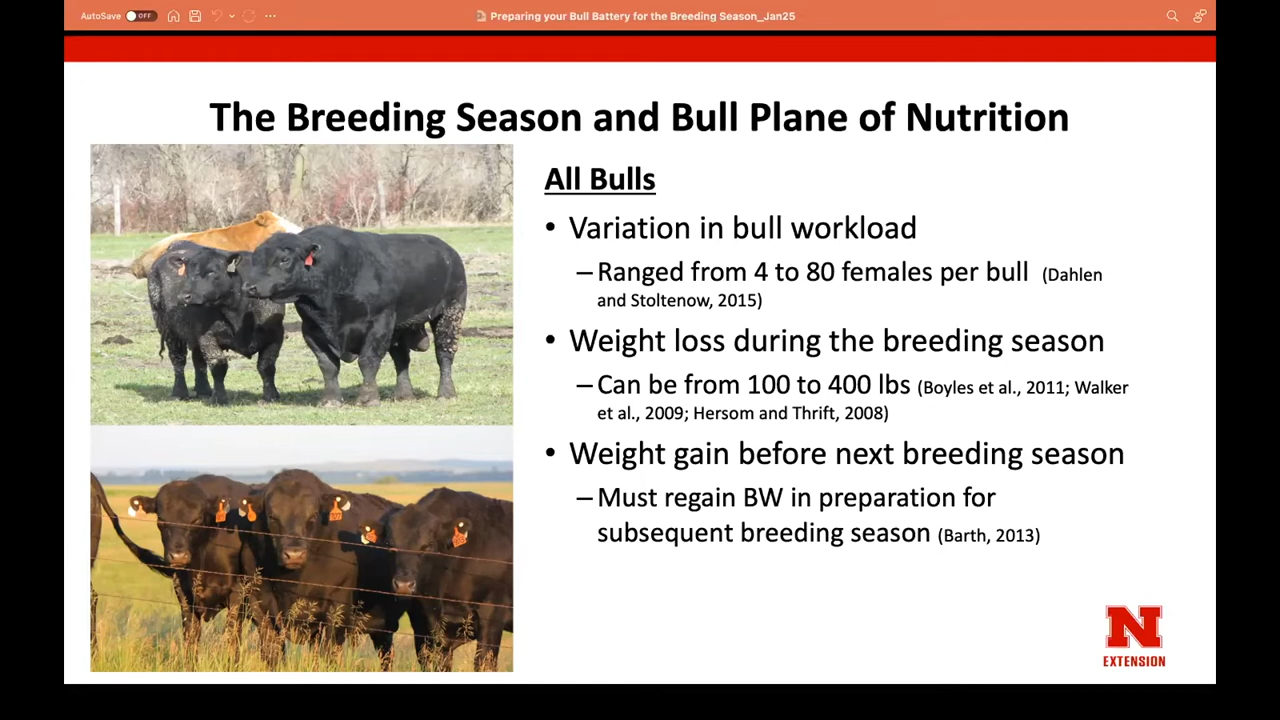 AutoSave OFF
Preparing your Bull Battery for the Breeding Season_Jan25
The Breeding Season and Bull Plane of Nutrition
All Bulls
• Variation in bull workload
– Ranged from 4 to 80 females per bull (Dahlen
and Stoltenow, 2015)
• Weight loss during the breeding season
– Can be from 100 to 400 lbs (Boyles et al., 2011; Walker
et al., 2009; Hersom and Thrift, 2008)
• Weight gain before next breeding season
– Must regain BW in preparation for
subsequent breeding season (Barth, 2013)
N
EXTENSION